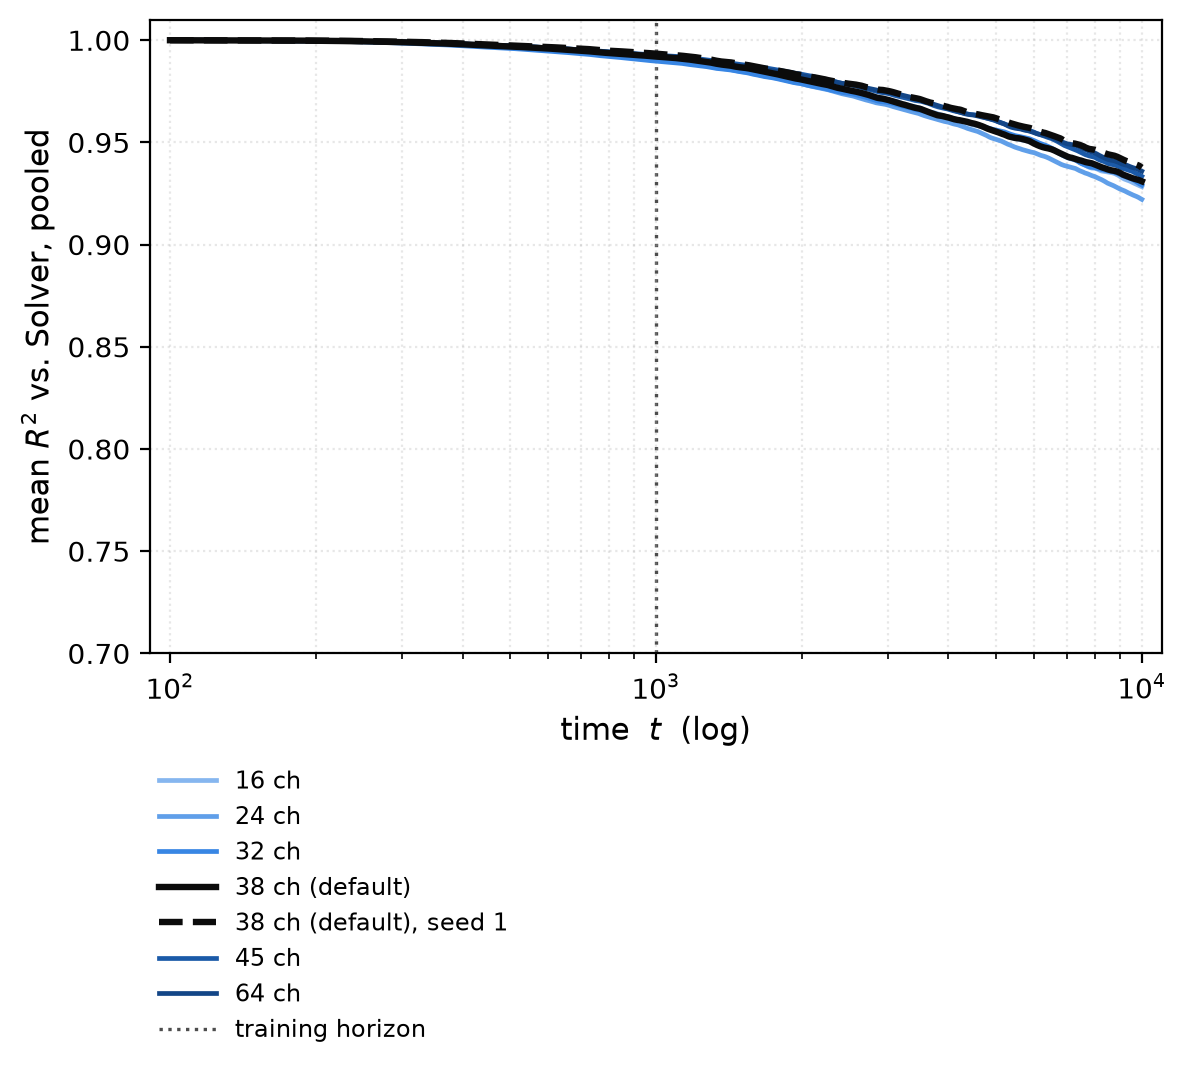 mean R² vs. Solver, pooled
1.00
0.95
0.90
0.85
0.80
0.75
0.70
10² 10³ 10⁴
time t (log)
16 ch
24 ch
32 ch
38 ch (default)
38 ch (default), seed 1
45 ch
64 ch
training horizon